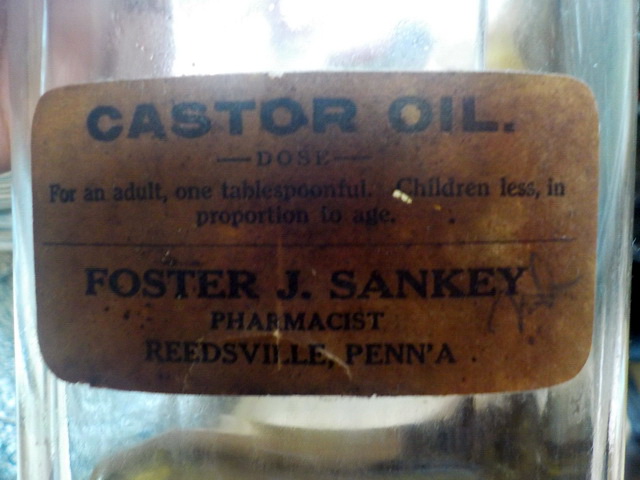 CASTOR OIL.
—DOSE—
For an adult, one tablespoonful. Children less, in
proportion to age.
FOSTER J. SANKEY
PHARMACIST
REEDSVILLE, PENN'A